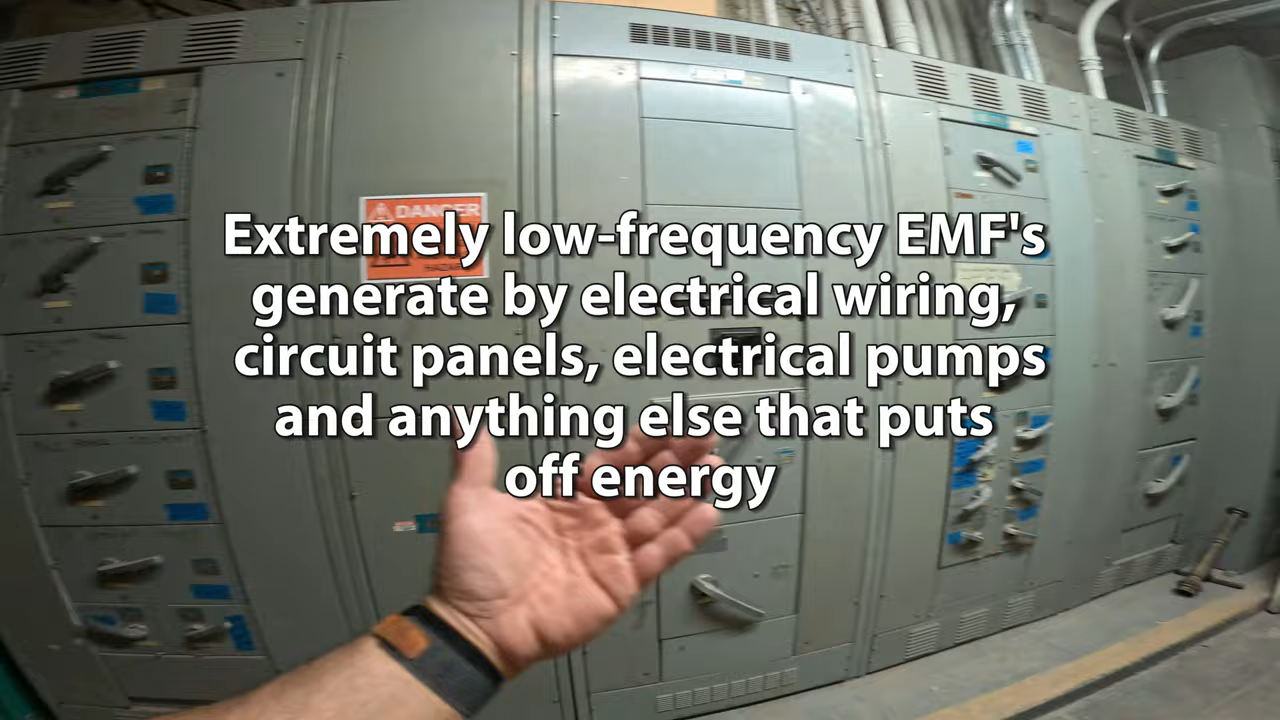 DANGER
Extremely low-frequency EMF's
generate by electrical wiring,
circuit panels, electrical pumps
and anything else that puts
off energy